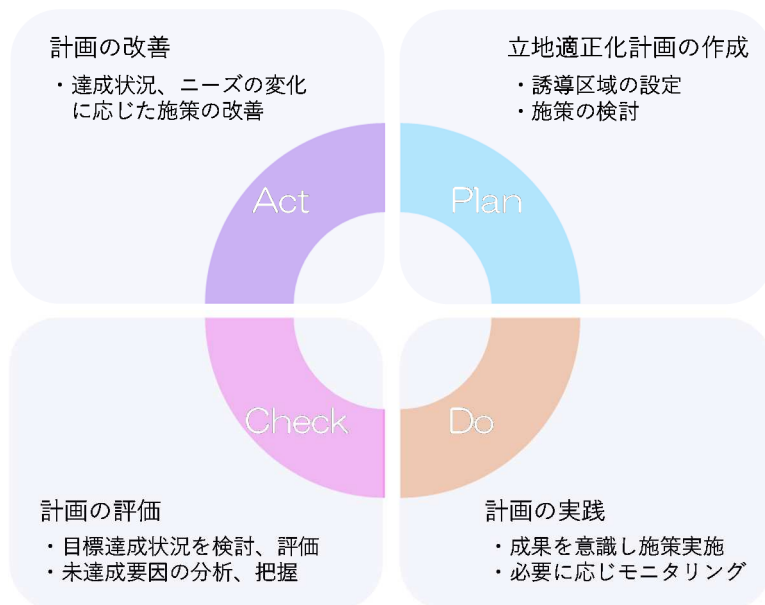 計画の改善
・達成状況、ニーズの変化
に応じた施策の改善
Act
立地適正化計画の作成
・誘導区域の設定
・施策の検討
Plan
Check
計画の評価
・目標達成状況を検討、評価
・未達成要因の分析、把握
Do
計画の実践
・成果を意識し施策実施
・必要に応じモニタリング